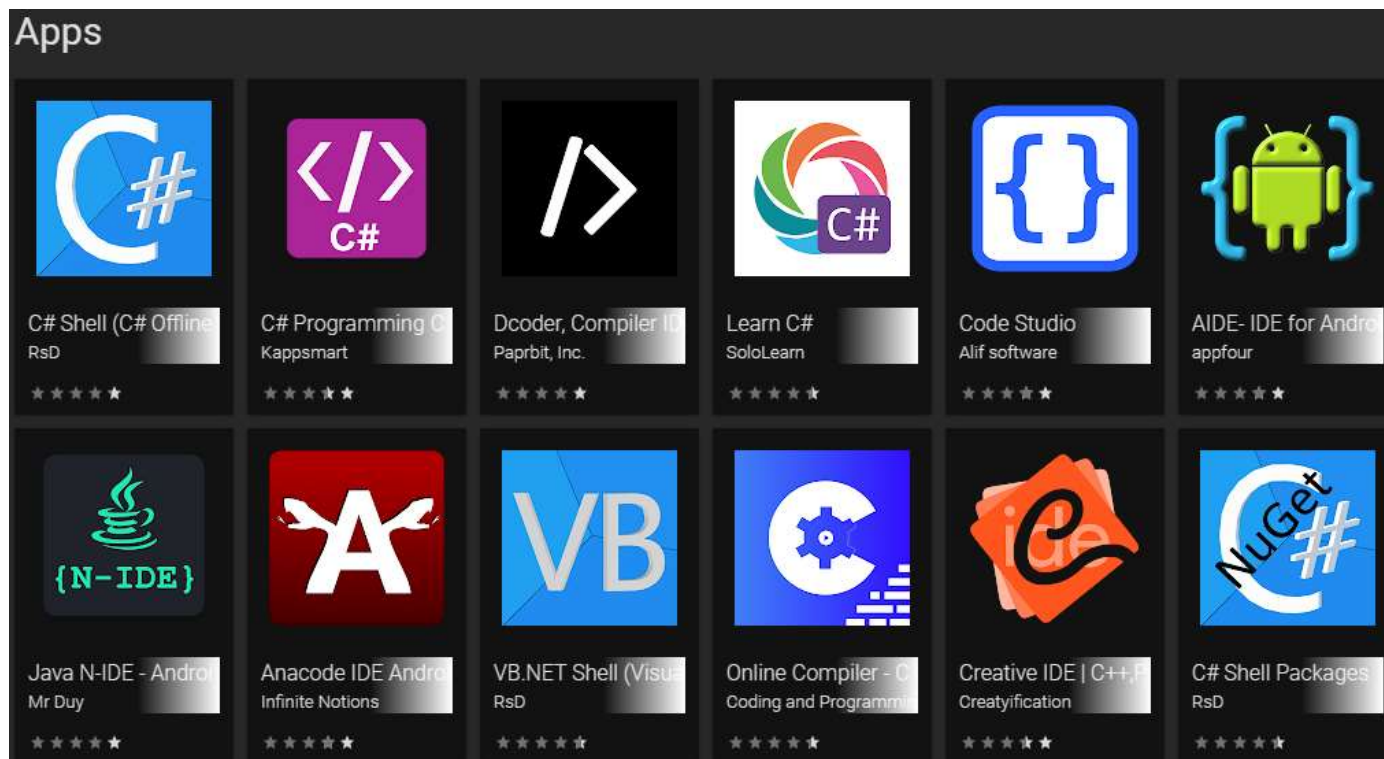 Apps
C#
</>
C#
/>
C#
{}
{ }
C# Shell (C# Offline
RsD
C# Programming C
Kappsmart
Dcoder, Compiler ID
Paprbit, Inc.
Learn C#
SoloLearn
Code Studio
Alif software
AIDE- IDE for Andro
appfour
{N-IDE}
A
VB
C
ide
C
NuGet
C#
Java N-IDE - Andro
Mr Duy
Anacode IDE Andro
Infinite Notions
VB.NET Shell (Visua
RsD
Online Compiler - C
Coding and Programmin
Creative IDE | C++,P
Creatyification
C# Shell Packages
RsD